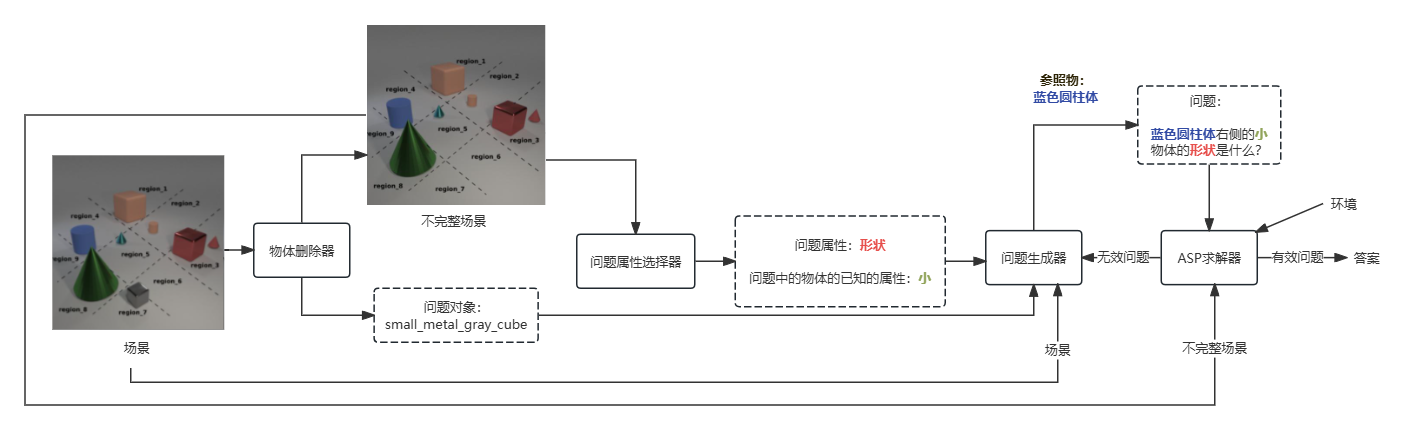 region_1
region_2
region_4
region_5
region_9
region_3
region_6
region_8
region_7
不完整场景
region_1
region_2
region_4
region_5
region_9
region_3
region_6
region_8
region_7
场景
物体删除器
问题对象：
small_metal_gray_cube
问题属性选择器
问题属性：形状
问题中的物体的已知的属性：小
问题生成器
参照物：
蓝色圆柱体
问题：
蓝色圆柱体右侧的小
物体的形状是什么？
环境
无效问题
ASP求解器
有效问题
答案
场景
不完整场景